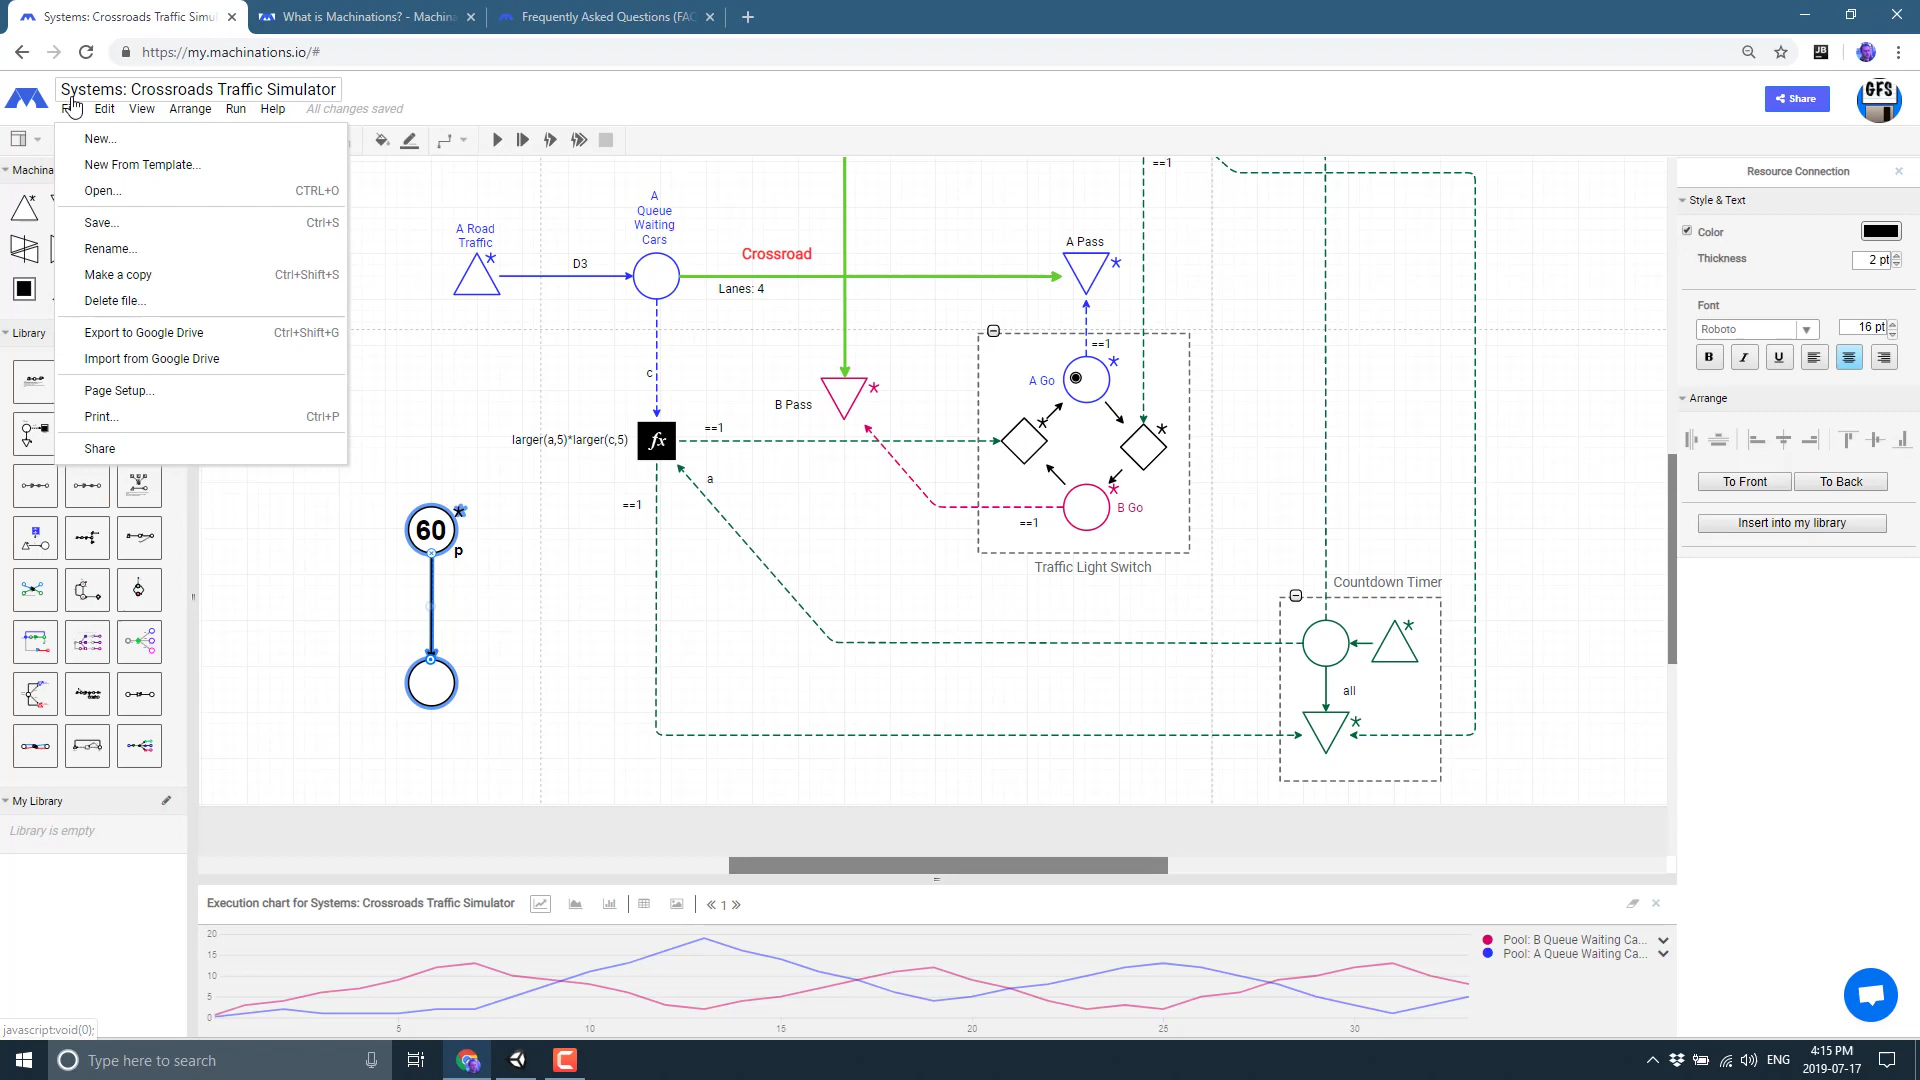 Systems: Crossroads Traffic Simul
What is Machinations? - Machina
Frequently Asked Questions (FAQ
https://my.machinations.io/#
JB
Systems: Crossroads Traffic Simulator
Edit View Arrange Run Help All changes saved
Share
GFS
New...
New From Template...
Open... CTRL+O
Save... Ctrl+S
Rename...
Make a copy Ctrl+Shift+S
Delete file...
Export to Google Drive Ctrl+Shift+G
Import from Google Drive
Page Setup...
Print... Ctrl+P
Share
Machina
Library
My Library
Library is empty
A Road
Traffic
D3
A
Queue
Waiting
Cars
Crossroad
Lanes: 4
A Pass
==1
==1
c
B Pass
A Go
larger(a,5)*larger(c,5)
fx
==1
a
==1
B Go
==1
Traffic Light Switch
60
p
Countdown Timer
all
Resource Connection
Style & Text
Color
Thickness 2 pt
Font
Roboto 16 pt
B I U
Arrange
To Front To Back
Insert into my library
Execution chart for Systems: Crossroads Traffic Simulator
« 1 »
20
15
10
5
0
5 10 15 20 25 30
Pool: B Queue Waiting Ca...
Pool: A Queue Waiting Ca...
javascript:void(0);
Type here to search
ENG
4:15 PM
2019-07-17